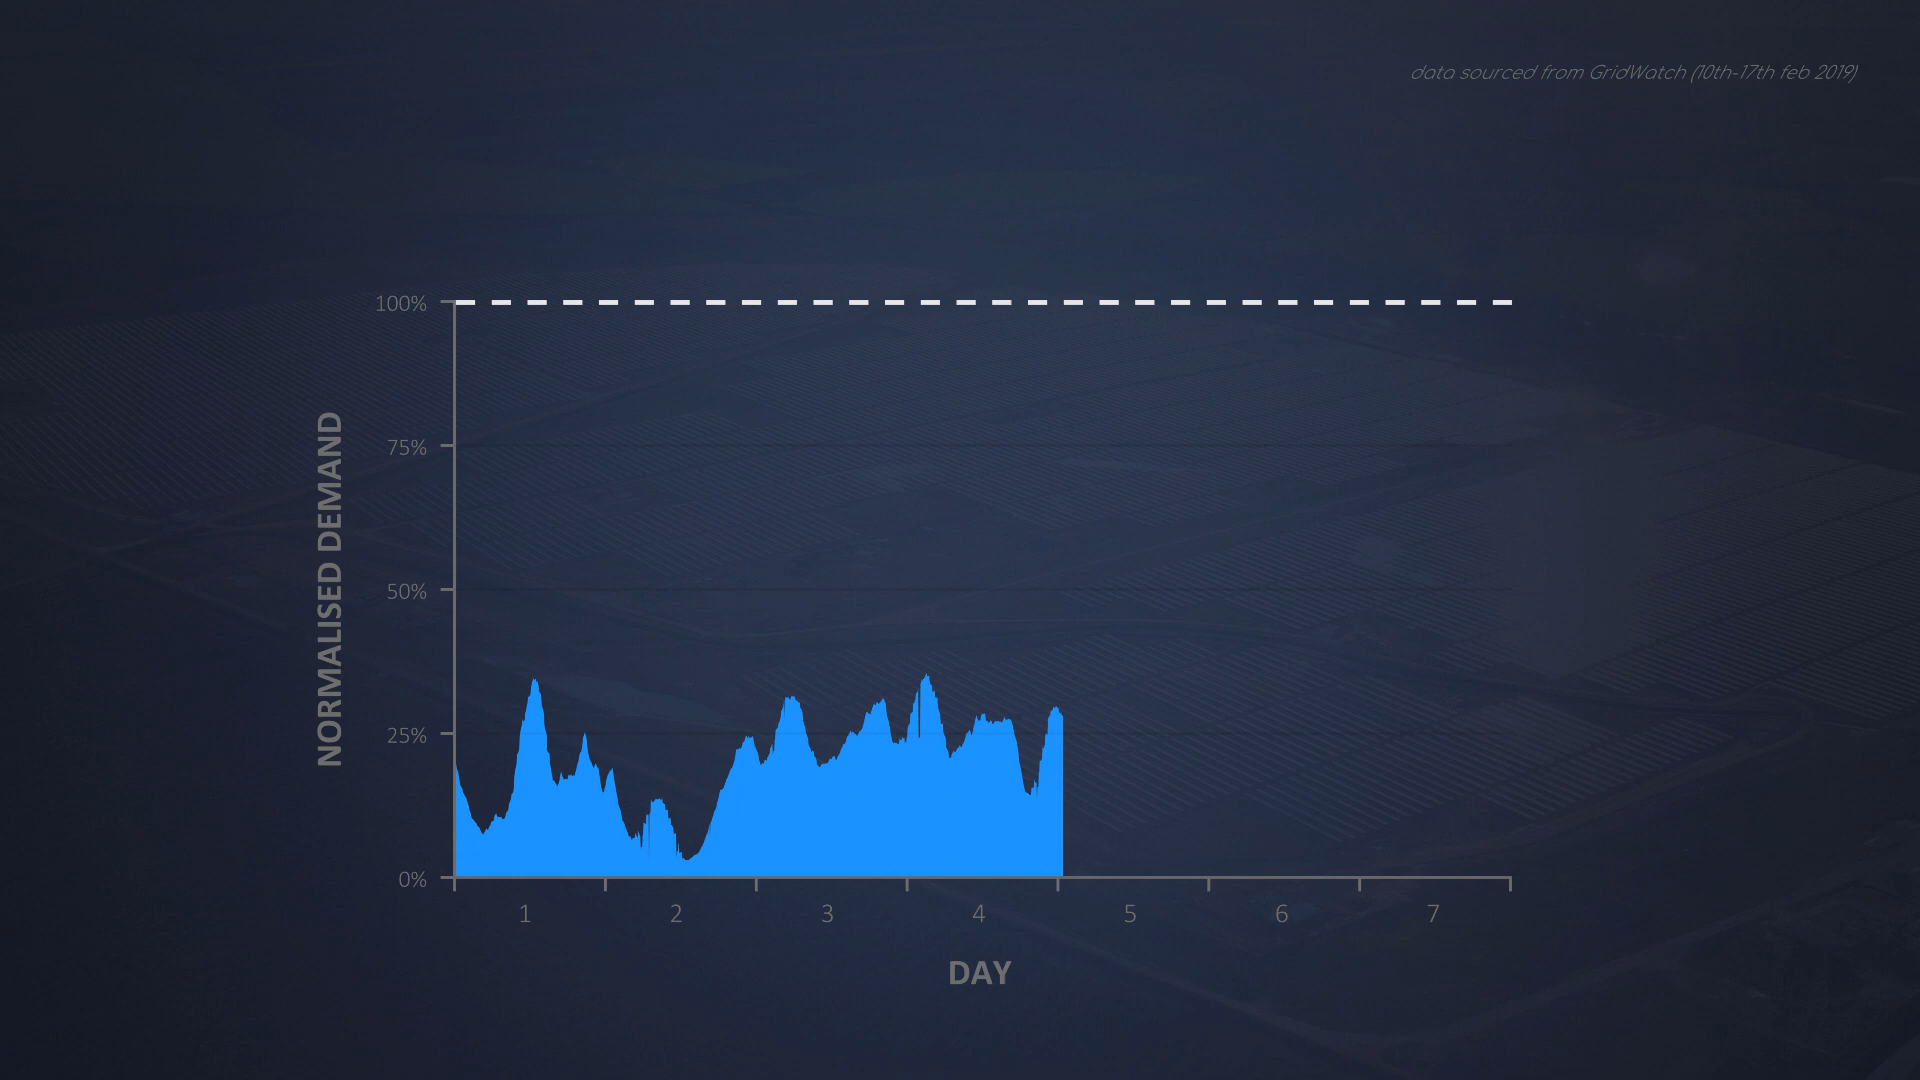 data sourced from GridWatch (10th-17th feb 2019)
100%
75%
50%
25%
0%
NORMALISED DEMAND
1 2 3 4 5 6 7
DAY